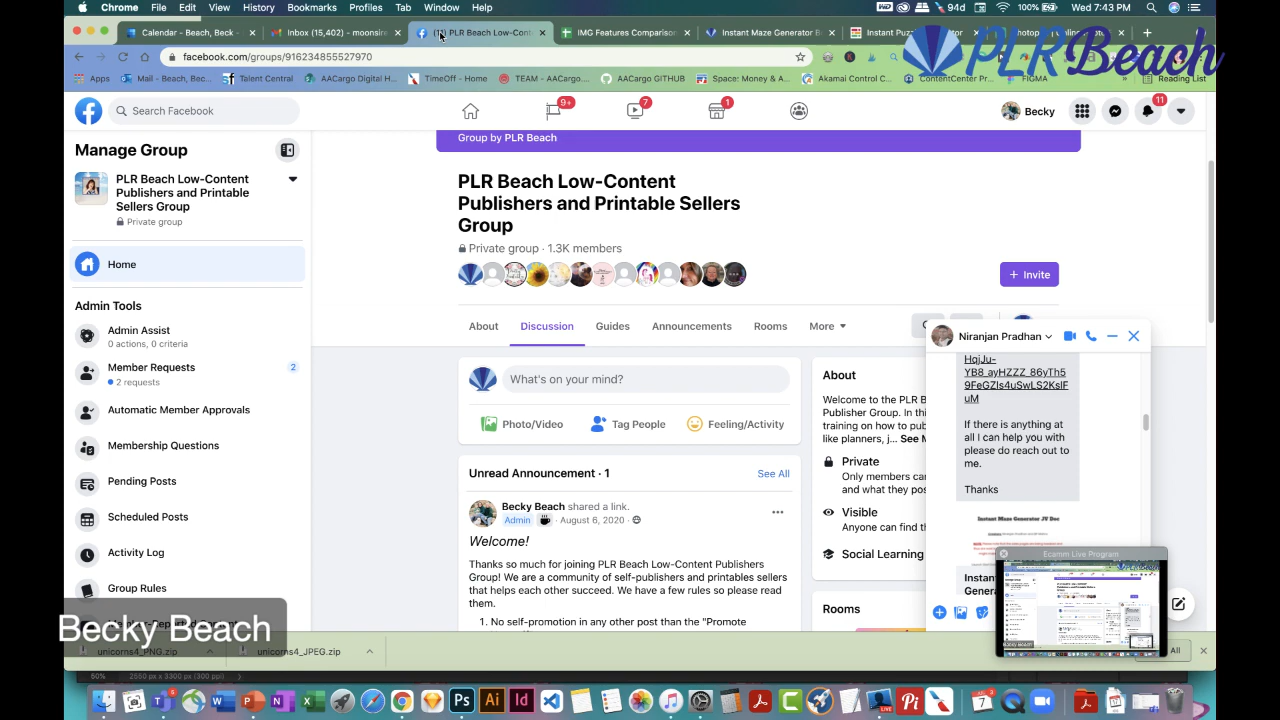 Chrome File Edit View History Bookmarks Profiles Tab Window Help 94d 100% Wed 7:43 PM
Calendar - Beach, Beck - Inbox (15,402) - moonsire PLR Beach Low-Cont IMG Features Comparison Instant Maze Generator B Instant Puzz
facebook.com/groups/916234855527970
PLRBeach
Apps Mail - Beach, Bec... Talent Central AACargo Digital H... TimeOff - Home TEAM - AACargo... AACargo GITHUB Space: Money & A... Akamai Control C... ContentCenter Pr... FIGMA » Reading List
Search Facebook 9+ 7 1 Becky 11
Manage Group
PLR Beach Low-Content
Publishers and Printable
Sellers Group
Private group
Home
Admin Tools
Admin Assist
0 actions, 0 criteria
Member Requests 2
2 requests
Automatic Member Approvals
Membership Questions
Pending Posts
Scheduled Posts
Activity Log
Group Rules
Group by PLR Beach
PLR Beach Low-Content
Publishers and Printable Sellers
Group
Private group · 1.3K members
+ Invite
About Discussion Guides Announcements Rooms More
What's on your mind?
Photo/Video Tag People Feeling/Activity
Unread Announcement · 1 See All
Becky Beach shared a link.
Admin · August 6, 2020 ·
Welcome!
Thanks so much for joining PLR Beach Low-Content Publishers
Group! We are a community of self-publishers and printable sellers
that helps each other succeed. We have a few rules so please read
them.
1. No self-promotion in any other post than the "Promote
About
Welcome to the PLR B
Publisher Group. In thi
training on how to pub
like planners, j... See M
Private
Only members can
and what they pos
Visible
Anyone can find th
Social Learning
Rooms
Niranjan Pradhan
HqjJu-
YB8_ayHZZZ_86yTh5
9FeGZIs4uSwLS2KsIF
uM
If there is anything at
all I can help you with
please do reach out to
me.
Thanks
Instant Maze Generator JV Doc
Instan
Genera
Ecamm Live Program
Becky Beach
unicorns4_PNG.zip unicorns4_JPEG.zip All
50% 2550 px x 3300 px (300 ppi)